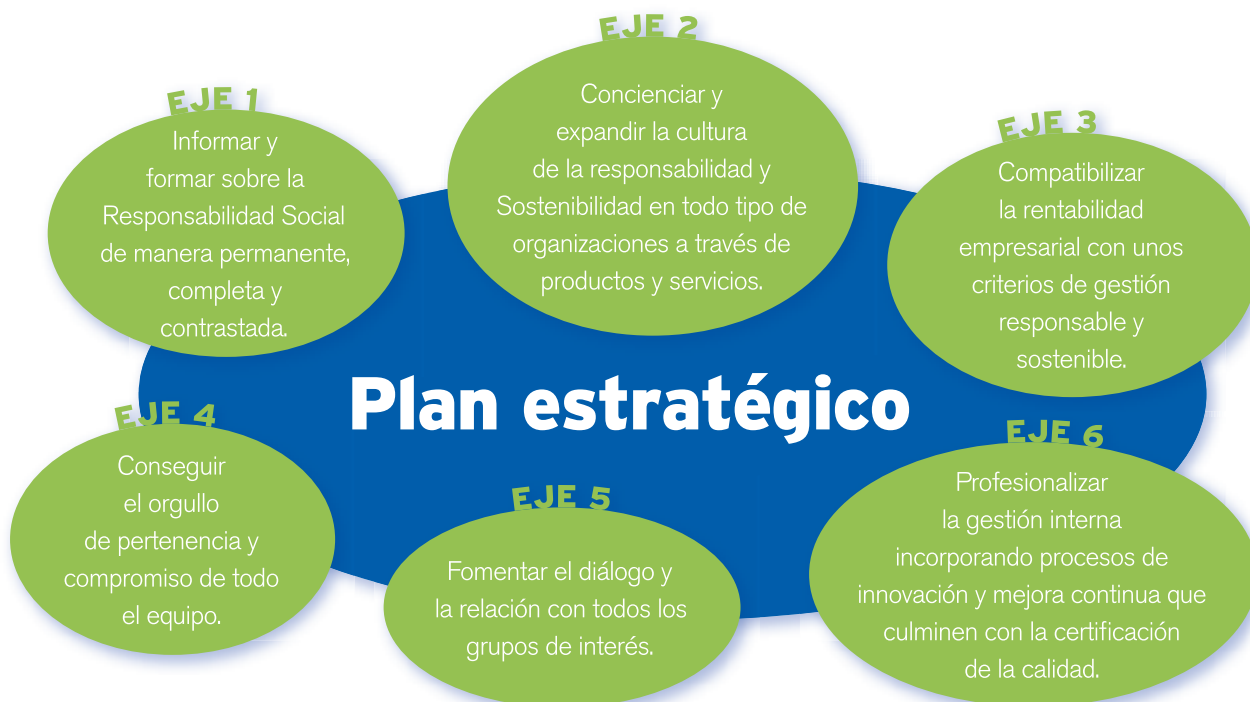 EJE 1
Informar y
formar sobre la
Responsabilidad Social
de manera permanente,
completa y
contrastada.
EJE 2
Concienciar y
expandir la cultura
de la responsabilidad y
Sostenibilidad en todo tipo de
organizaciones a través de
productos y servicios.
EJE 3
Compatibilizar
la rentabilidad
empresarial con unos
criterios de gestión
responsable y
sostenible.
Plan estratégico
EJE 4
Conseguir
el orgullo
de pertenencia y
compromiso de todo
el equipo.
EJE 5
Fomentar el diálogo y
la relación con todos los
grupos de interés.
EJE 6
Profesionalizar
la gestión interna
incorporando procesos de
innovación y mejora continua que
culminen con la certificación
de la calidad.